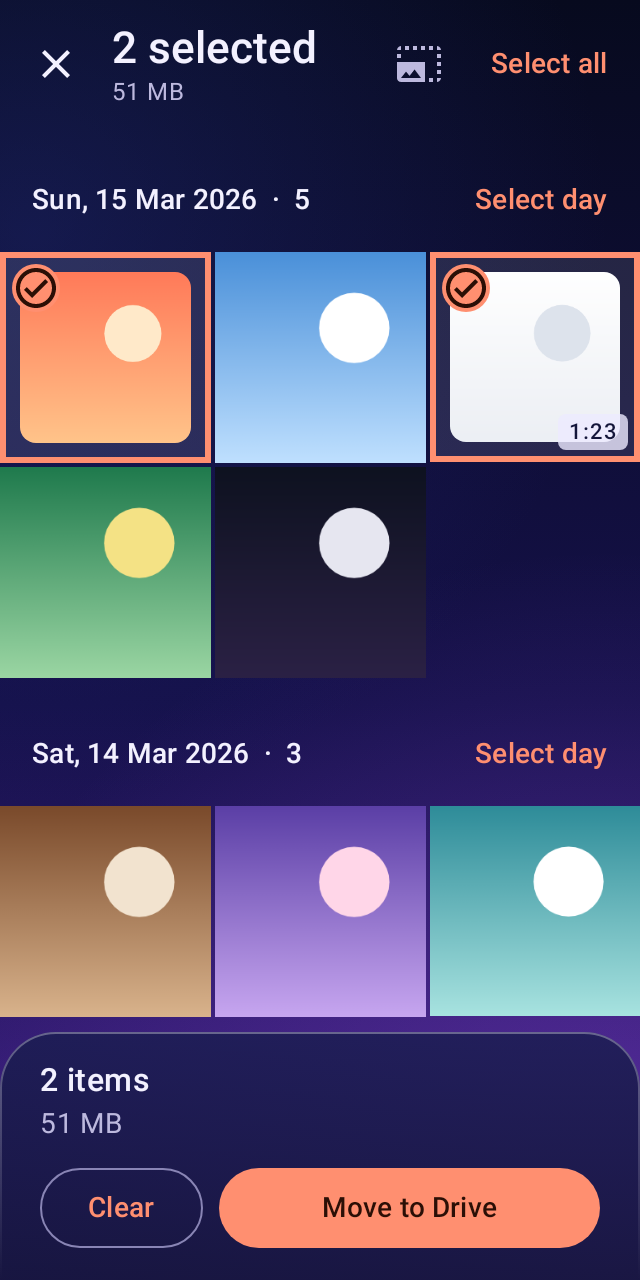 2 selected
51 MB
Select all
Sun, 15 Mar 2026 · 5
Select day
1:23
Sat, 14 Mar 2026 · 3
Select day
2 items
51 MB
Clear
Move to Drive